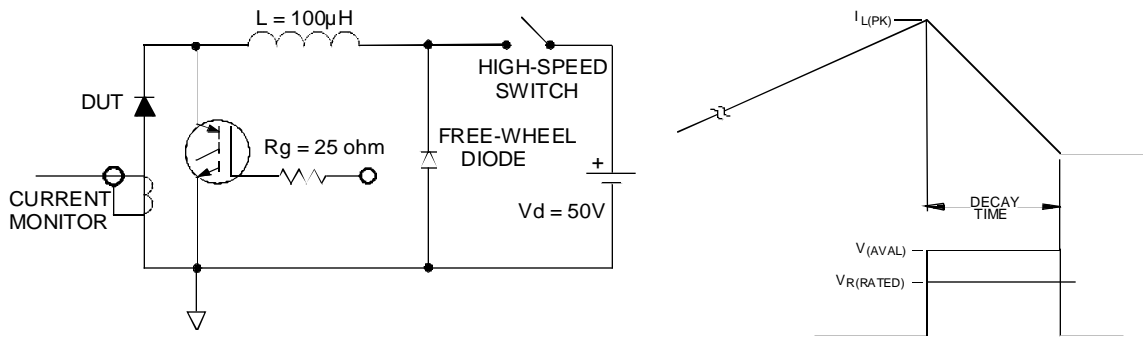 L = 100µH
HIGH-SPEED
SWITCH
DUT
Rg = 25 ohm
FREE-WHEEL
DIODE
+
CURRENT
MONITOR
Vd = 50V
I L(PK)
DECAY
TIME
V(AVAL)
VR(RATED)